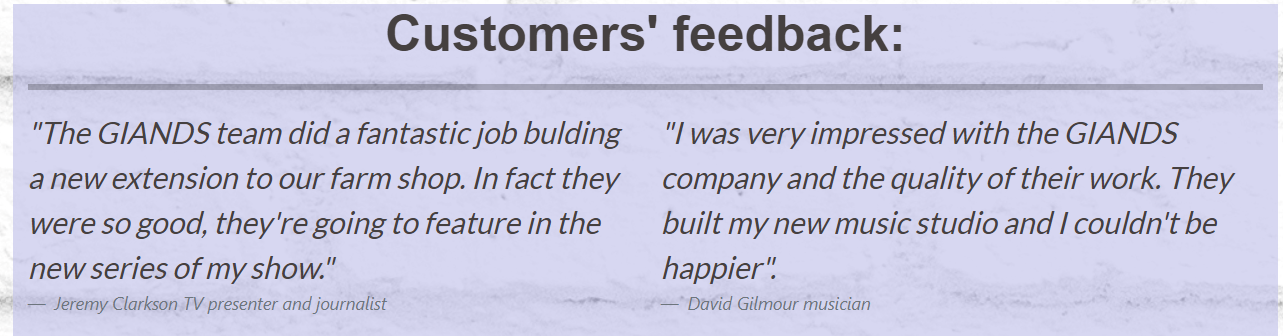 Customers' feedback:
"The GIANDS team did a fantastic job bulding
a new extension to our farm shop. In fact they
were so good, they're going to feature in the
new series of my show."
— Jeremy Clarkson TV presenter and journalist
"I was very impressed with the GIANDS
company and the quality of their work. They
built my new music studio and I couldn't be
happier".
— David Gilmour musician